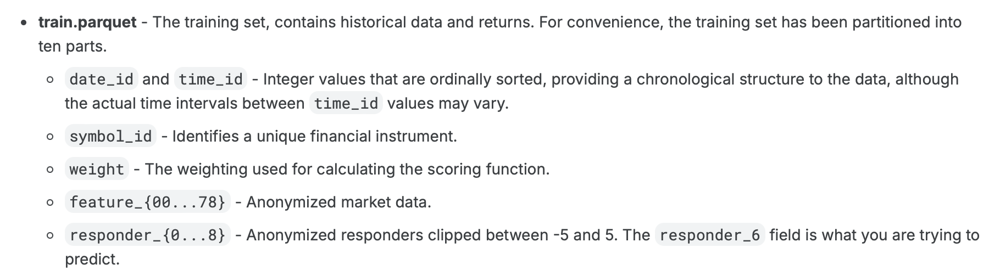 • train.parquet - The training set, contains historical data and returns. For convenience, the training set has been partitioned into
ten parts.
○ date_id and time_id - Integer values that are ordinally sorted, providing a chronological structure to the data, although
the actual time intervals between time_id values may vary.
○ symbol_id - Identifies a unique financial instrument.
○ weight - The weighting used for calculating the scoring function.
○ feature_{00...78} - Anonymized market data.
○ responder_{0...8} - Anonymized responders clipped between -5 and 5. The responder_6 field is what you are trying to
predict.